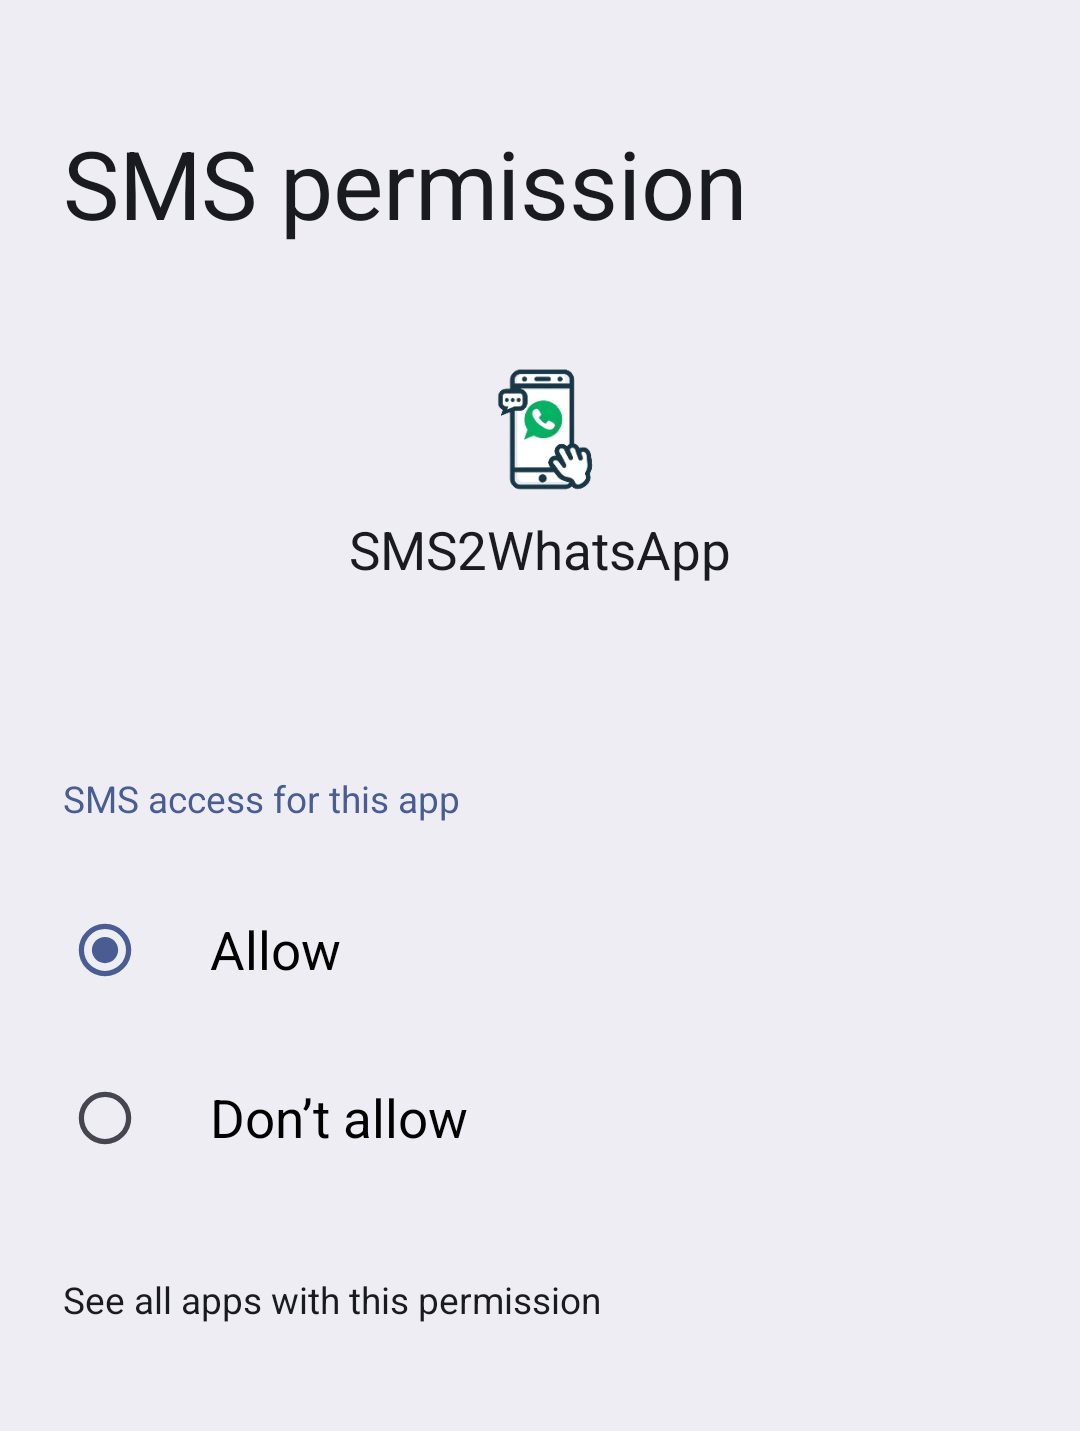 SMS permission
SMS2WhatsApp
SMS access for this app
Allow
Don’t allow
See all apps with this permission